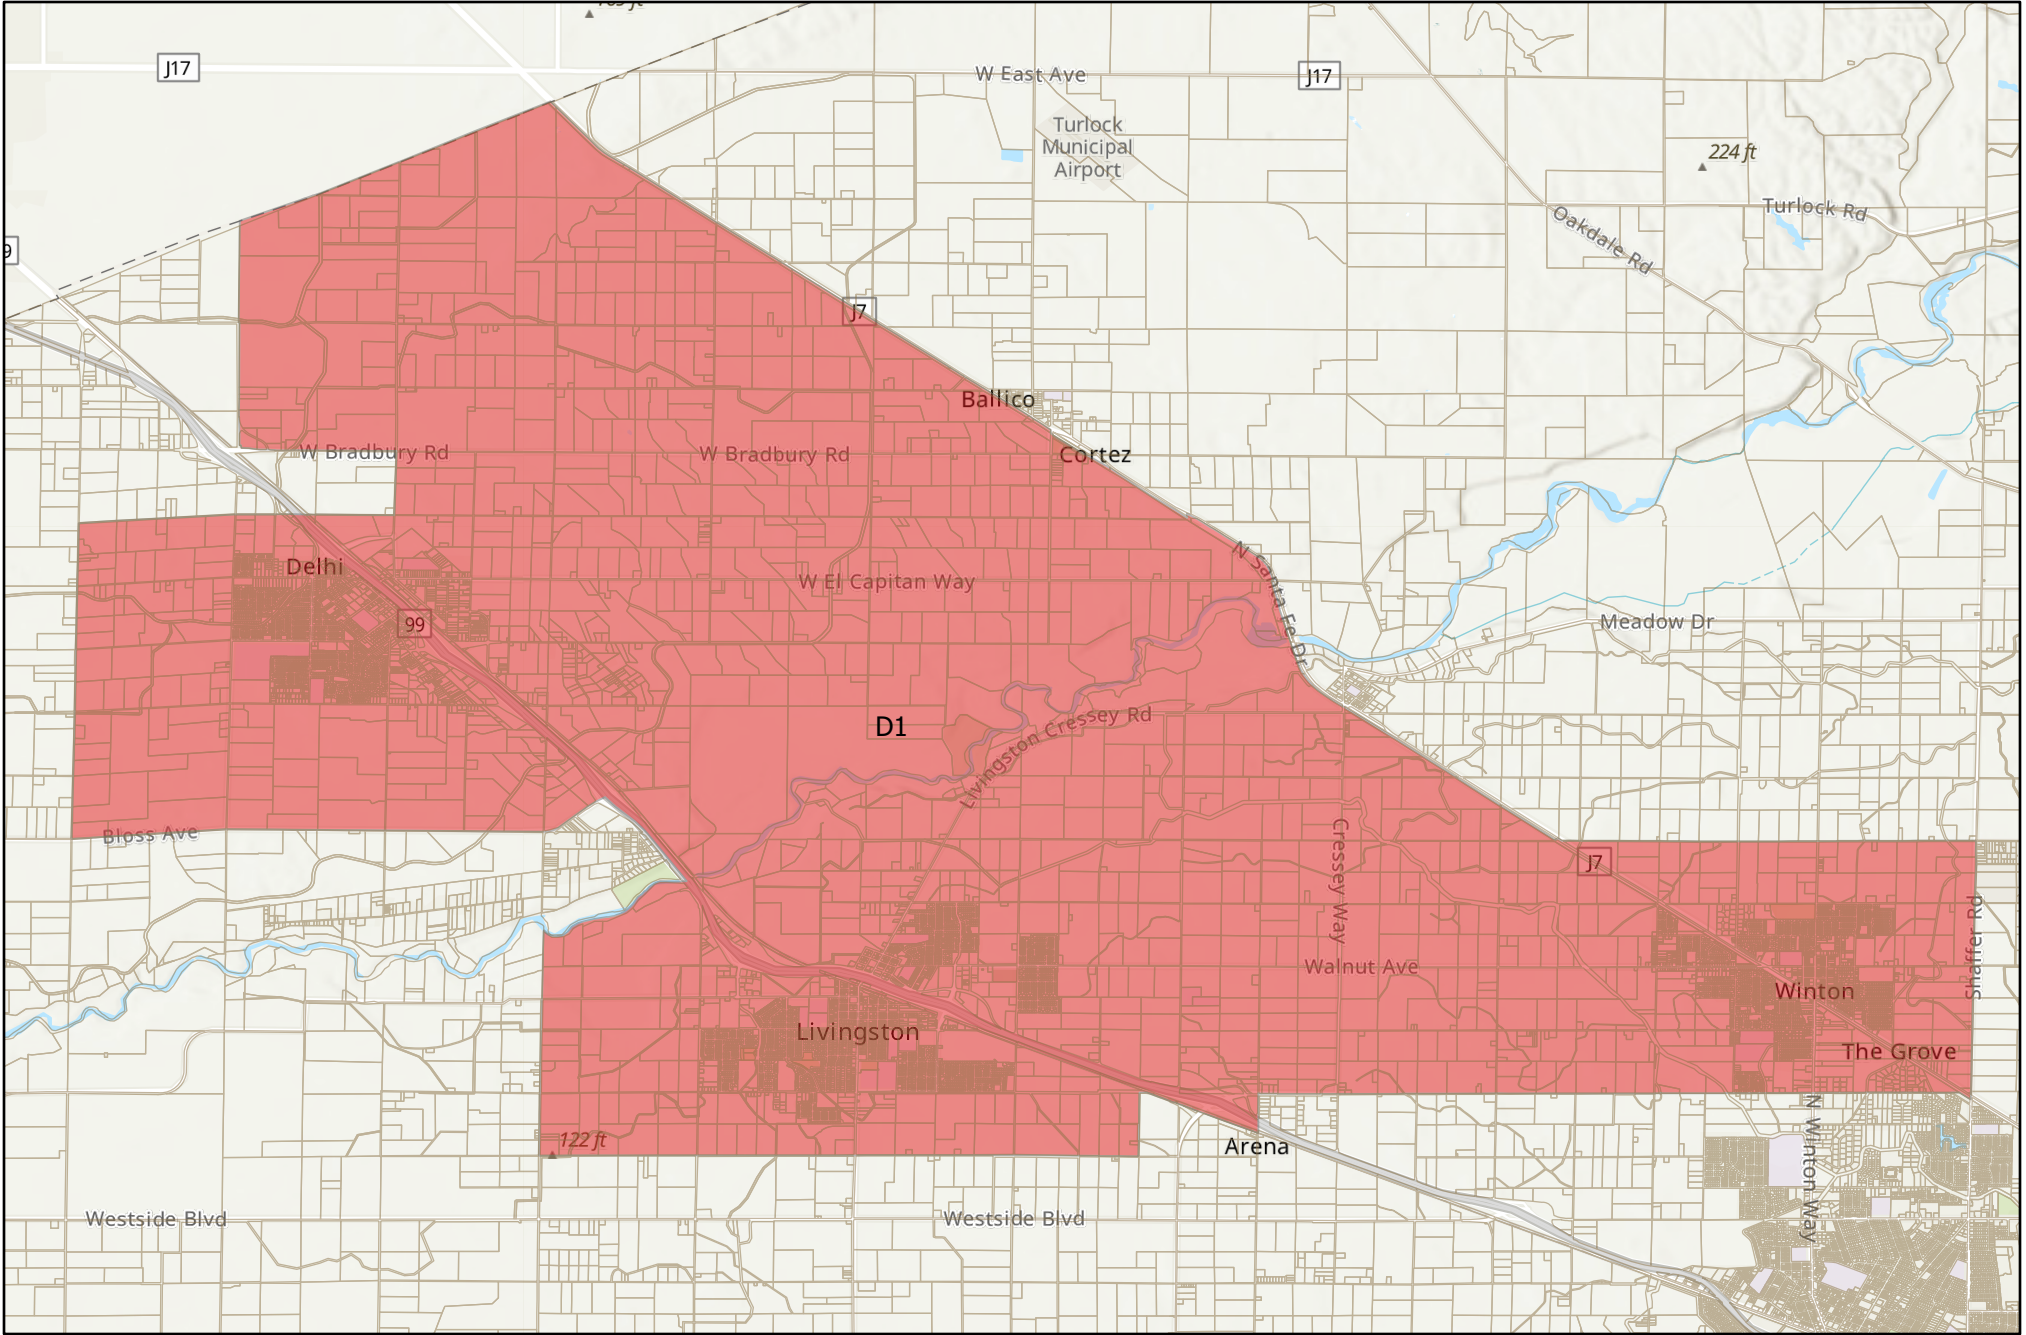 J17
W East Ave
J17
Turlock
Municipal
Airport
224 ft
Turlock Rd
Oakdale Rd
9
J7
Ballico
W Bradbury Rd
W Bradbury Rd
Cortez
N Santa Fe Dr
Delhi
W El Capitan Way
99
Meadow Dr
D1
Livingston Cressey Rd
Bloss Ave
Cressey Way
J7
Shaffer Rd
Walnut Ave
Winton
Livingston
The Grove
122 ft
Arena
N Winton Way
Westside Blvd
Westside Blvd